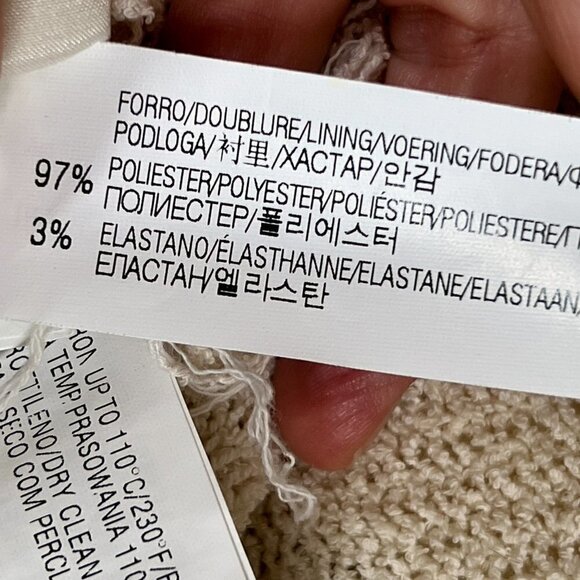 FORRO/DOUBLURE/LINING/VOERING/FODERA/Ф
PODLOGA/衬里/ХАСТАР/안감
97% POLIESTER/POLYESTER/POLIÉSTER/POLIESTERE/П
ПОЛИЕСТЕР/폴리에스터
3% ELASTANO/ÉLASTHANNE/ELASTANE/ELASTAAN/
ЕЛАСТАН/엘라스탄
UP TO 110°C/230°F/
TEMP.PRASOWANIA 110
TILENO/DRY CLEAN
SECO COM PERCL